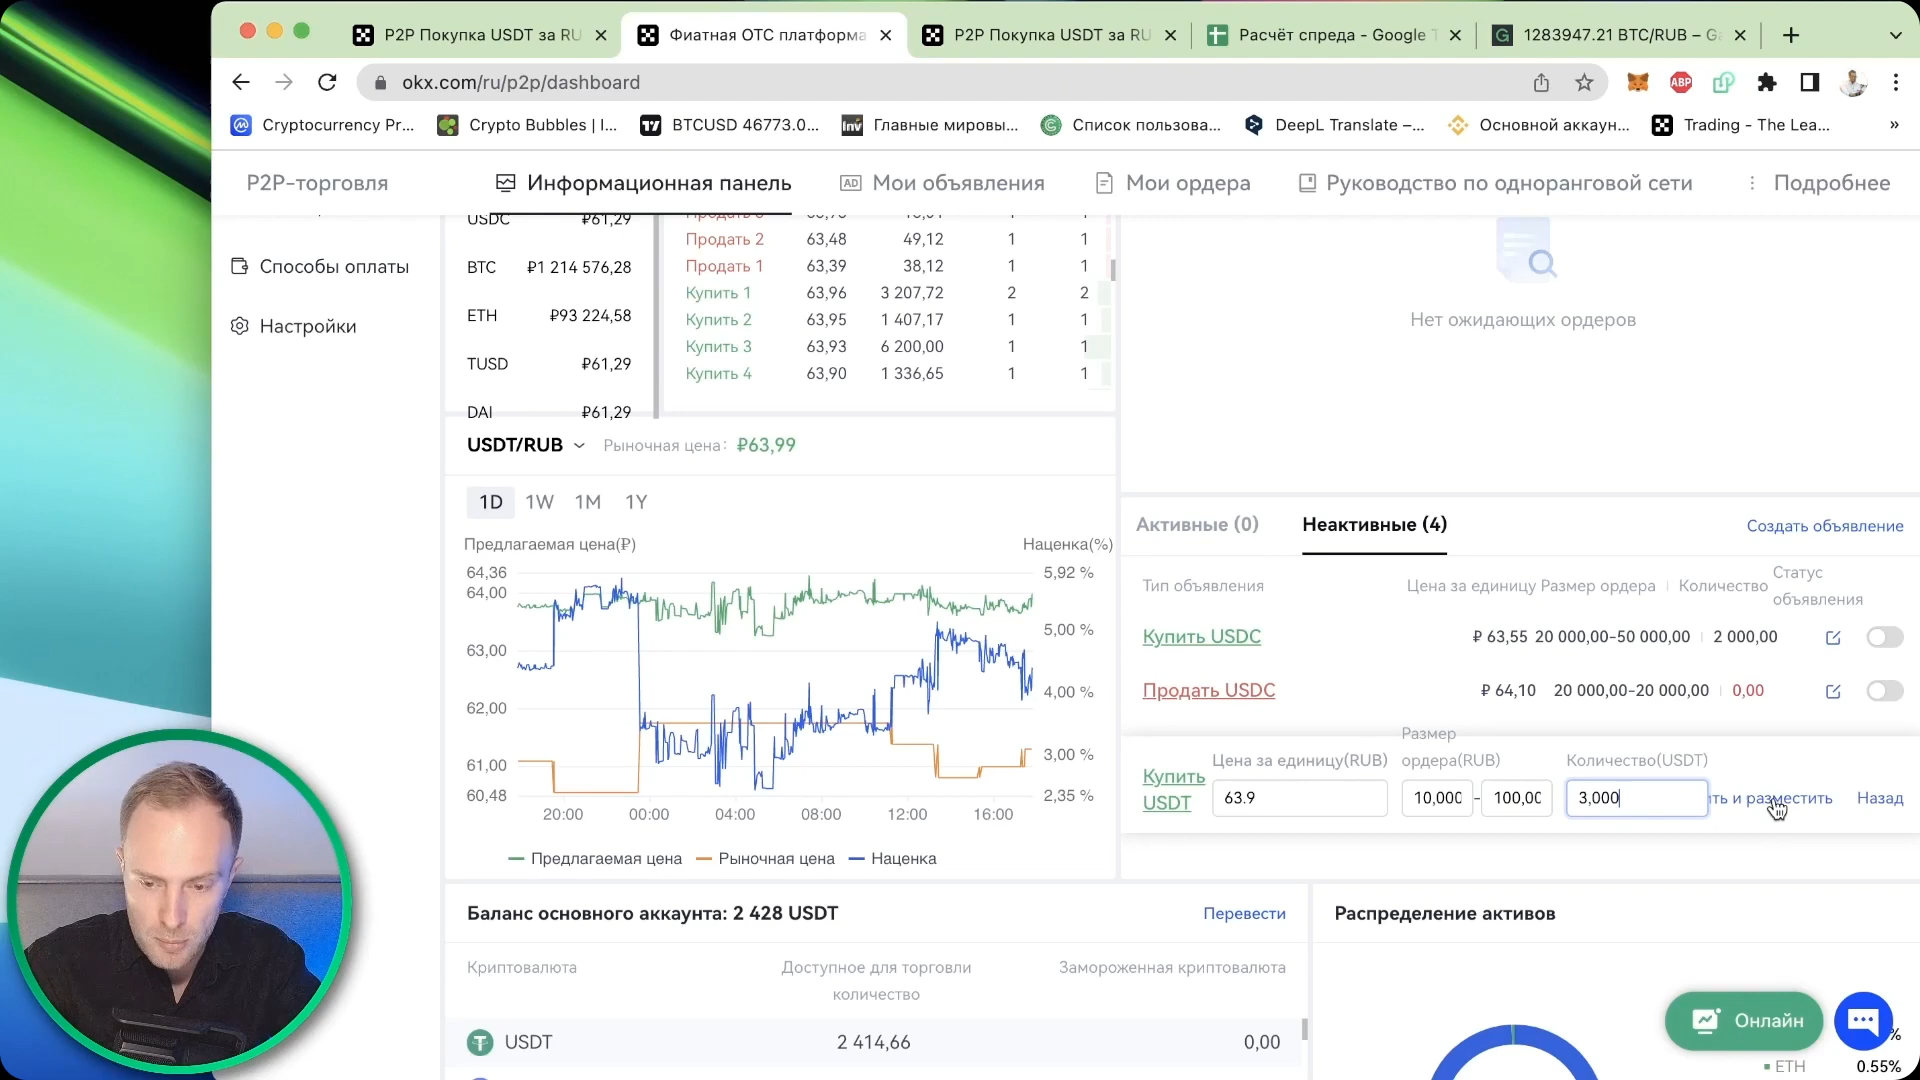 P2P Покупка USDT за RU
Фиатная OTC платформа
P2P Покупка USDT за RU
Расчёт спреда - Google T
1283947.21 BTC/RUB – Ga
okx.com/ru/p2p/dashboard
ABP
Cryptocurrency Pr...
Crypto Bubbles | I...
BTCUSD 46773.0...
Inv
Главные мировы...
Список пользова...
DeepL Translate –...
Основной аккаун...
Trading - The Lea...
»
P2P-торговля
Информационная панель
AD Мои объявления
Мои ордера
Руководство по одноранговой сети
Подробнее
Способы оплаты
Настройки
USDC ₽61,29
BTC ₽1 214 576,28
ETH ₽93 224,58
TUSD ₽61,29
DAI ₽61,29
Продать 2 63,48 49,12 1 1
Продать 1 63,39 38,12 1 1
Купить 1 63,96 3 207,72 2 2
Купить 2 63,95 1 407,17 1 1
Купить 3 63,93 6 200,00 1 1
Купить 4 63,90 1 336,65 1 1
Нет ожидающих ордеров
USDT/RUB Рыночная цена: ₽63,99
1D 1W 1M 1Y
Предлагаемая цена(₽) Наценка(%)
64,36 5,92 %
64,00
5,00 %
63,00
4,00 %
62,00
3,00 %
61,00
60,48 2,35 %
20:00 00:00 04:00 08:00 12:00 16:00
Предлагаемая цена Рыночная цена Наценка
Активные (0) Неактивные (4) Создать объявление
Тип объявления Цена за единицу Размер ордера Количество Статус объявления
Купить USDC ₽ 63,55 20 000,00-50 000,00 2 000,00
Продать USDC ₽ 64,10 20 000,00-20 000,00 0,00
Купить USDT
Цена за единицу(RUB)
63.9
Размер ордера(RUB)
10,000 - 100,00
Количество(USDT)
3,000
ть и разместить Назад
Баланс основного аккаунта: 2 428 USDT Перевести
Криптовалюта Доступное для торговли количество Замороженная криптовалюта
USDT 2 414,66 0,00
Распределение активов
Онлайн
%
ETH 0.55%